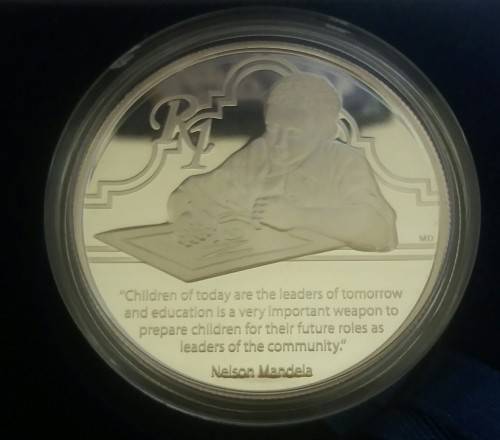 R1
MD
"Children of today are the leaders of tomorrow
and education is a very important weapon to
prepare children for their future roles as
leaders of the community."
Nelson Mandela